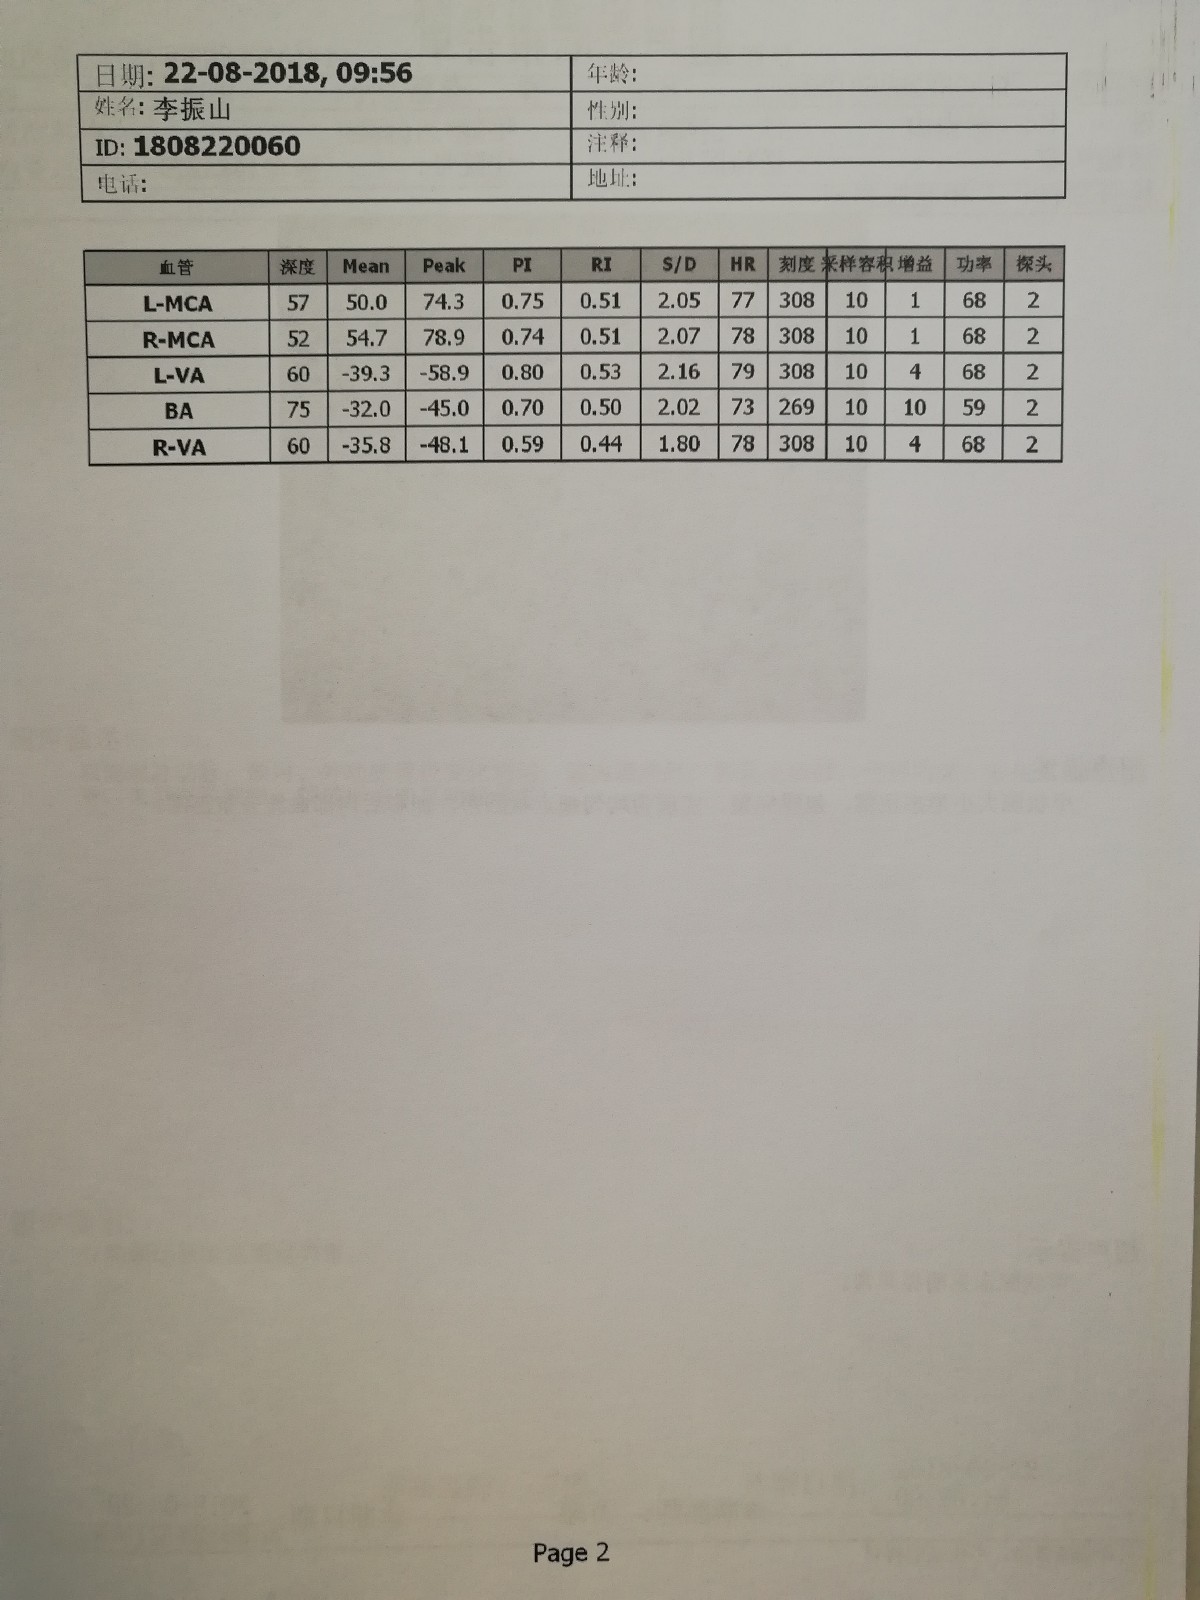 日期: 22-08-2018, 09:56 年龄:
姓名: 李振山 性别:
ID: 1808220060 注释:
电话: 地址:
血管 深度 Mean Peak PI RI S/D HR 刻度 采样容积 增益 功率 探头
L-MCA 57 50.0 74.3 0.75 0.51 2.05 77 308 10 1 68 2
R-MCA 52 54.7 78.9 0.74 0.51 2.07 78 308 10 1 68 2
L-VA 60 -39.3 -58.9 0.80 0.53 2.16 79 308 10 4 68 2
BA 75 -32.0 -45.0 0.70 0.50 2.02 73 269 10 10 59 2
R-VA 60 -35.8 -48.1 0.59 0.44 1.80 78 308 10 4 68 2
Page 2